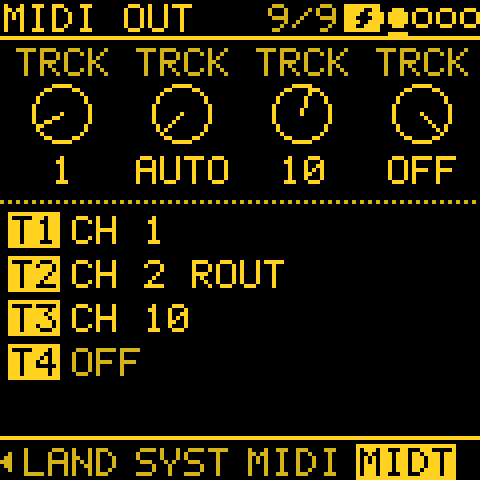 MIDI OUT 9/9 f
TRCK TRCK TRCK TRCK
1 AUTO 10 OFF
T1 CH 1
T2 CH 2 ROUT
T3 CH 10
T4 OFF
LAND SYST MIDI MIDT